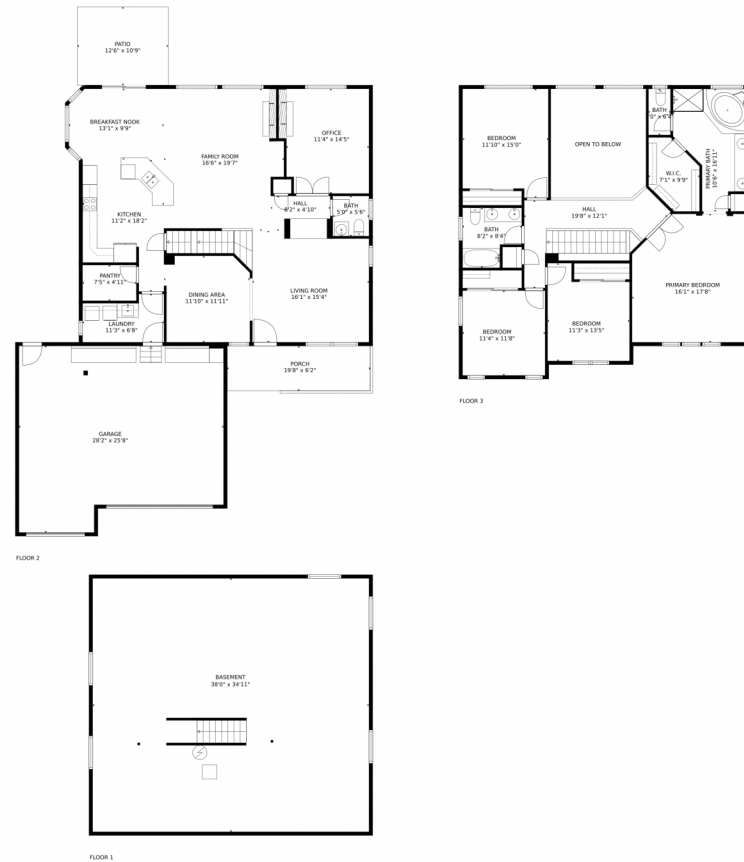 PATIO
12'6" x 10'9"
BREAKFAST NOOK
13'1" x 9'9"
FAMILY ROOM
16'6" x 19'7"
OFFICE
11'4" x 14'5"
KITCHEN
11'2" x 18'2"
HALL
8'2" x 4'10"
BATH
5'0" x 5'6"
PANTRY
7'5" x 4'11"
DINING AREA
11'10" x 11'11"
LIVING ROOM
16'1" x 15'4"
LAUNDRY
11'3" x 6'8"
PORCH
19'8" x 6'2"
GARAGE
28'2" x 25'8"
FLOOR 2
BEDROOM
11'10" x 15'0"
OPEN TO BELOW
BATH
W.I.C.
7'1" x 9'9"
PRIMARY BATH
10'6" x 16'11"
HALL
19'8" x 12'1"
BATH
8'2" x 8'4"
PRIMARY BEDROOM
16'1" x 17'8"
BEDROOM
11'4" x 11'8"
BEDROOM
11'3" x 13'5"
FLOOR 3
BASEMENT
38'0" x 34'11"
FLOOR 1